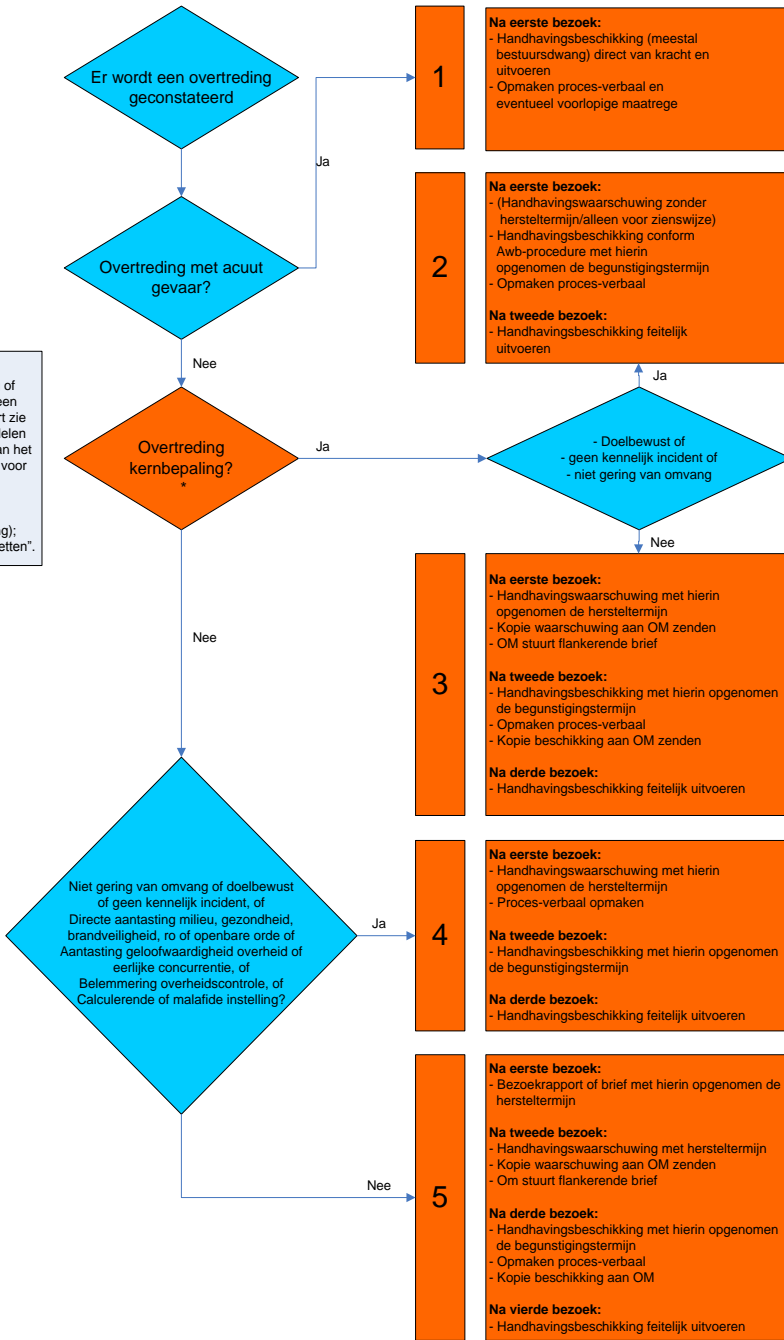 Er wordt een overtreding
geconstateerd
Ja
1
Na eerste bezoek:
- Handhavingsbeschikking (meestal
bestuursdwang) direct van kracht en
uitvoeren
- Opmaken proces-verbaal en
eventueel voorlopige maatrege
Overtreding met acuut
gevaar?
2
Na eerste bezoek:
- (Handhavingswaarschuwing zonder
hersteltermijn/alleen voor zienswijze)
- Handhavingsbeschikking conform
Awb-procedure met hierin
opgenomen de begunstigingstermijn
- Opmaken proces-verbaal
Na tweede bezoek:
- Handhavingsbeschikking feitelijk
uitvoeren
Nee
Ja
of
een
rt zie
delen
an het
voor
ng);
etten”.
Overtreding
kernbepaling?
*
Ja
- Doelbewust of
- geen kennelijk incident of
- niet gering van omvang
Nee
Nee
3
Na eerste bezoek:
- Handhavingswaarschuwing met hierin
opgenomen de hersteltermijn
- Kopie waarschuwing aan OM zenden
- OM stuurt flankerende brief
Na tweede bezoek:
- Handhavingsbeschikking met hierin opgenomen
de begunstigingstermijn
- Opmaken proces-verbaal
- Kopie beschikking aan OM zenden
Na derde bezoek:
- Handhavingsbeschikking feitelijk uitvoeren
Niet gering van omvang of doelbewust
of geen kennelijk incident, of
Directe aantasting milieu, gezondheid,
brandveiligheid, ro of openbare orde of
Aantasting geloofwaardigheid overheid of
eerlijke concurrentie, of
Belemmering overheidscontrole, of
Calculerende of malafide instelling?
Ja
4
Na eerste bezoek:
- Handhavingswaarschuwing met hierin
opgenomen de hersteltermijn
- Proces-verbaal opmaken
Na tweede bezoek:
- Handhavingsbeschikking met hierin opgenomen
de begunstigingstermijn
Na derde bezoek:
- Handhavingsbeschikking feitelijk uitvoeren
Nee
5
Na eerste bezoek:
- Bezoekrapport of brief met hierin opgenomen de
hersteltermijn
Na tweede bezoek:
- Handhavingswaarschuwing met hersteltermijn
- Kopie waarschuwing aan OM zenden
- Om stuurt flankerende brief
Na derde bezoek:
- Handhavingsbeschikking met hierin opgenomen
de begunstigingstermijn
- Opmaken proces-verbaal
- Kopie beschikking aan OM
Na vierde bezoek:
- Handhavingsbeschikking feitelijk uitvoeren